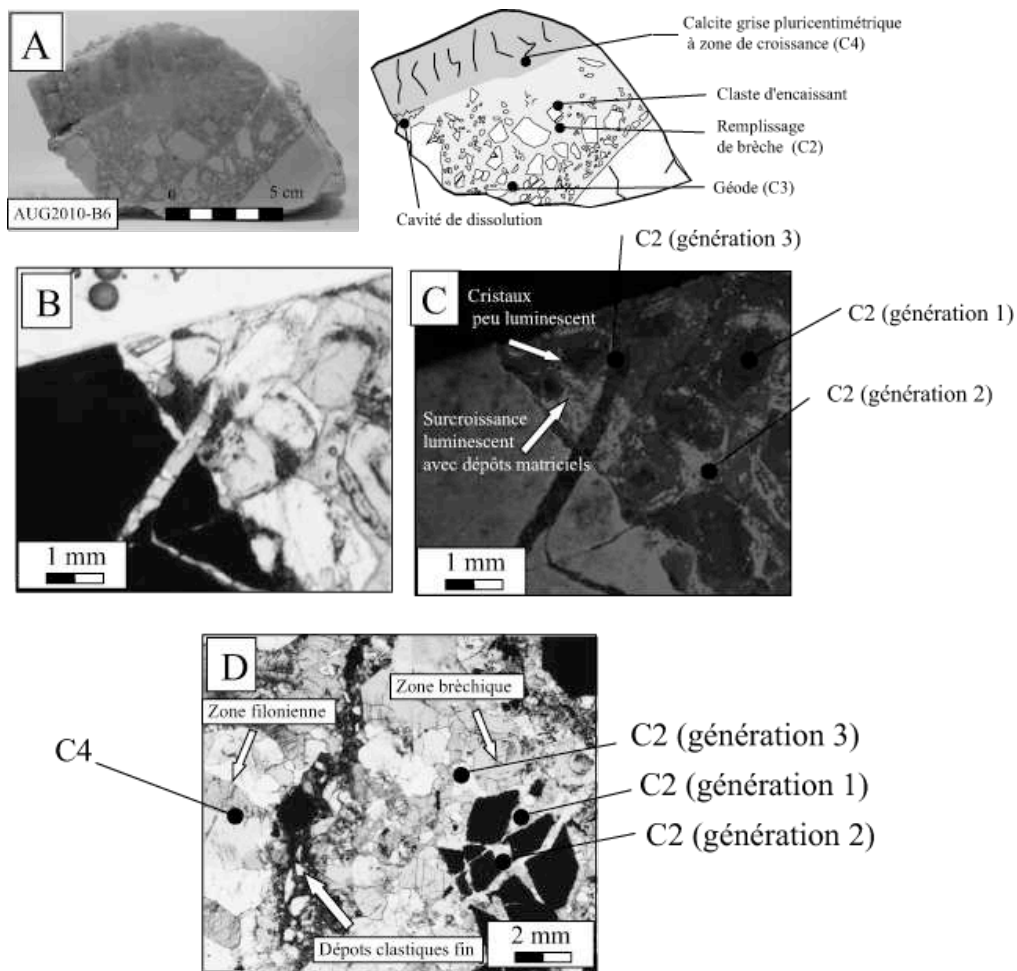 A
AUG2010-B6
0
5 cm
Calcite grise pluricentimétrique
à zone de croissance (C4)
Claste d'encaissant
Remplissage
de brèche (C2)
Géode (C3)
Cavité de dissolution
B
1 mm
C
C2 (génération 3)
Cristaux
peu luminescent
C2 (génération 1)
C2 (génération 2)
Surcroissance
luminescent
avec dépôts matriciels
1 mm
D
Zone filonienne
Zone brèchique
C4
C2 (génération 3)
C2 (génération 1)
C2 (génération 2)
Dépots clastiques fin
2 mm